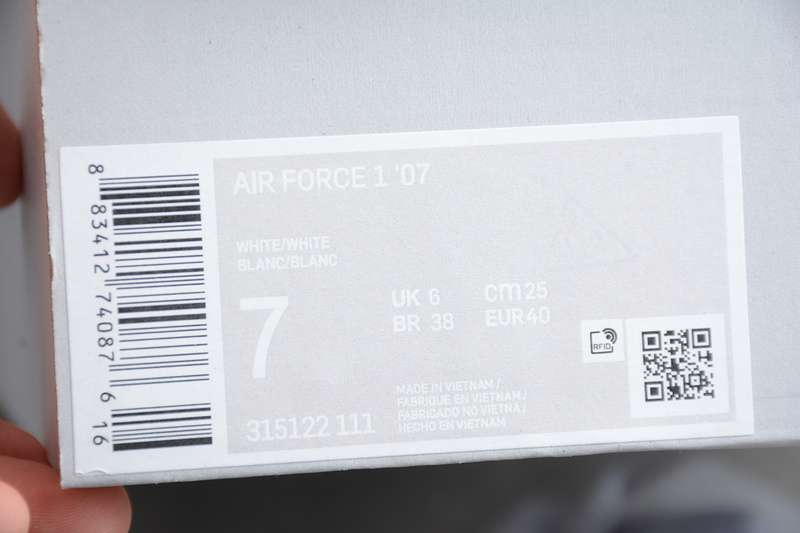 8 83412 74087 6 16
AIR FORCE 1 '07
WHITE/WHITE
BLANC/BLANC
7
UK 6 cm 25
BR 38 EUR 40
RFID
315122 111
MADE IN VIETNAM /
FABRIQUE EN VIETNAM /
FABRICADO NO VIETNA /
HECHO EN VIETNAM